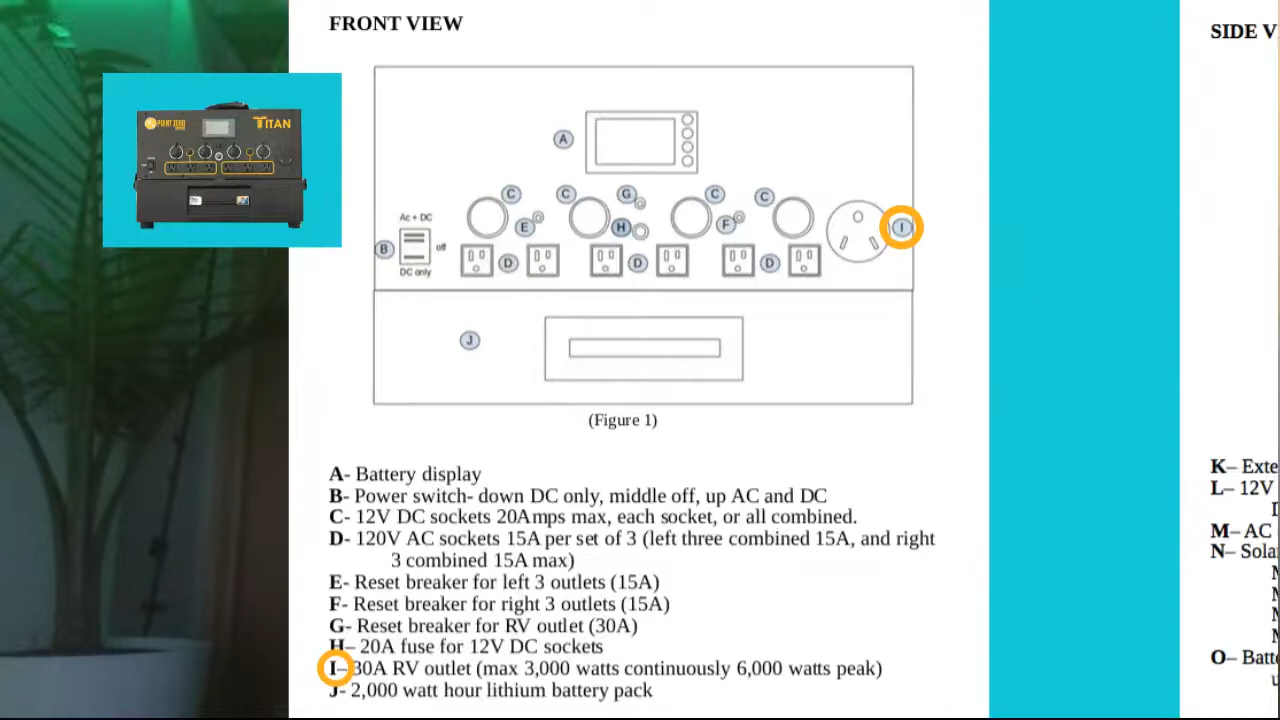 FRONT VIEW
SIDE V
POINT ZERO
TITAN
A
C
C
G
C
C
Ac + DC
E
H
F
I
B
off
D
D
D
DC only
J
(Figure 1)
A- Battery display
B- Power switch- down DC only, middle off, up AC and DC
C- 12V DC sockets 20Amps max, each socket, or all combined.
D- 120V AC sockets 15A per set of 3 (left three combined 15A, and right
3 combined 15A max)
E- Reset breaker for left 3 outlets (15A)
F- Reset breaker for right 3 outlets (15A)
G- Reset breaker for RV outlet (30A)
H– 20A fuse for 12V DC sockets
I– 30A RV outlet (max 3,000 watts continuously 6,000 watts peak)
J- 2,000 watt hour lithium battery pack
K– Exte
L– 12V
M– AC
N– Sola
O– Batte